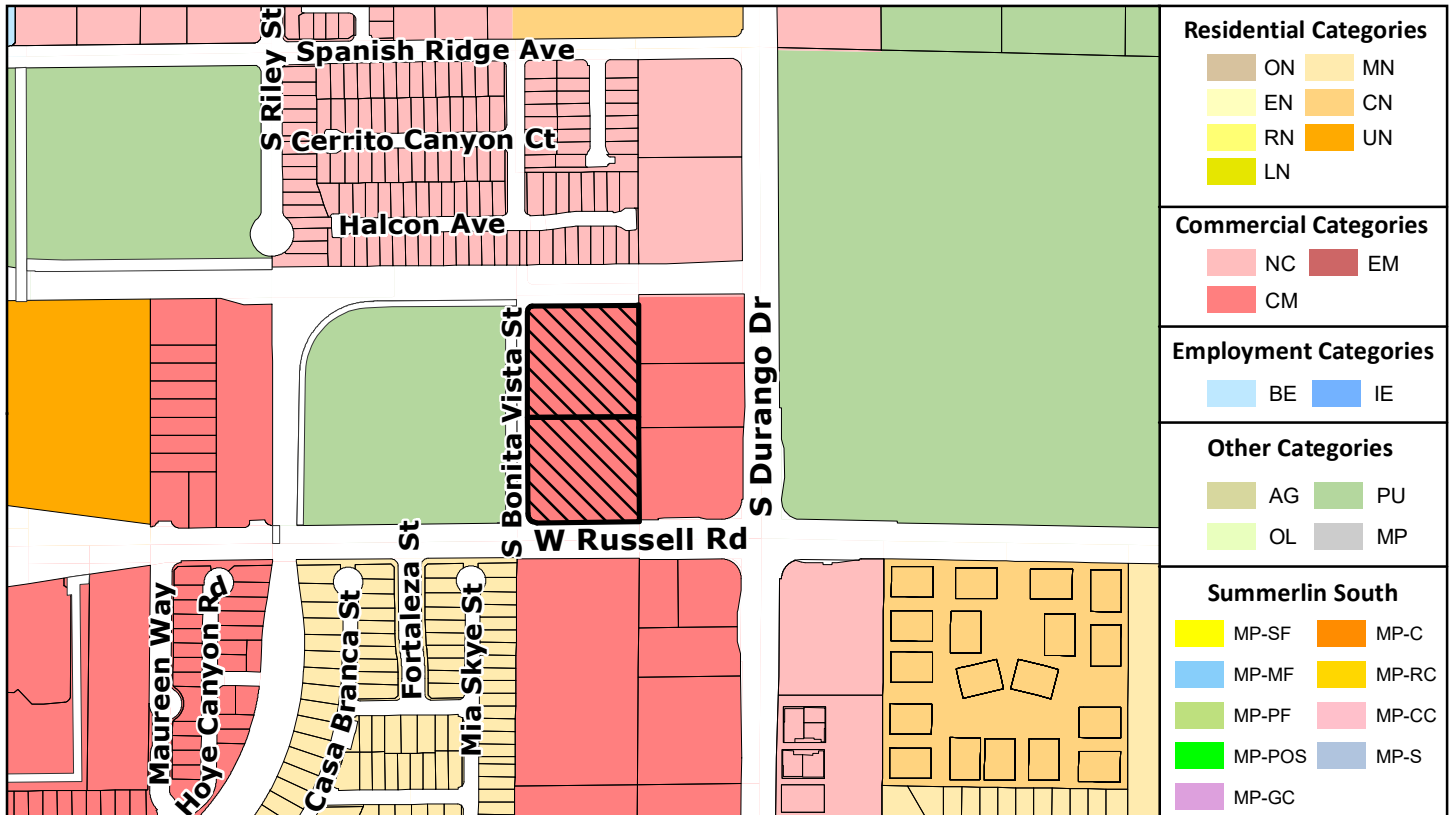 Spanish Ridge Ave
S Riley St
Cerrito Canyon Ct
Halcon Ave
S Bonita Vista St
S Durango Dr
W Russell Rd
Maureen Way
Hoye Canyon Rd
Casa Branca St
Fortaleza St
Mia Skye St
Residential Categories
ON MN
EN CN
RN UN
LN
Commercial Categories
NC EM
CM
Employment Categories
BE IE
Other Categories
AG PU
OL MP
Summerlin South
MP-SF MP-C
MP-MF MP-RC
MP-PF MP-CC
MP-POS MP-S
MP-GC